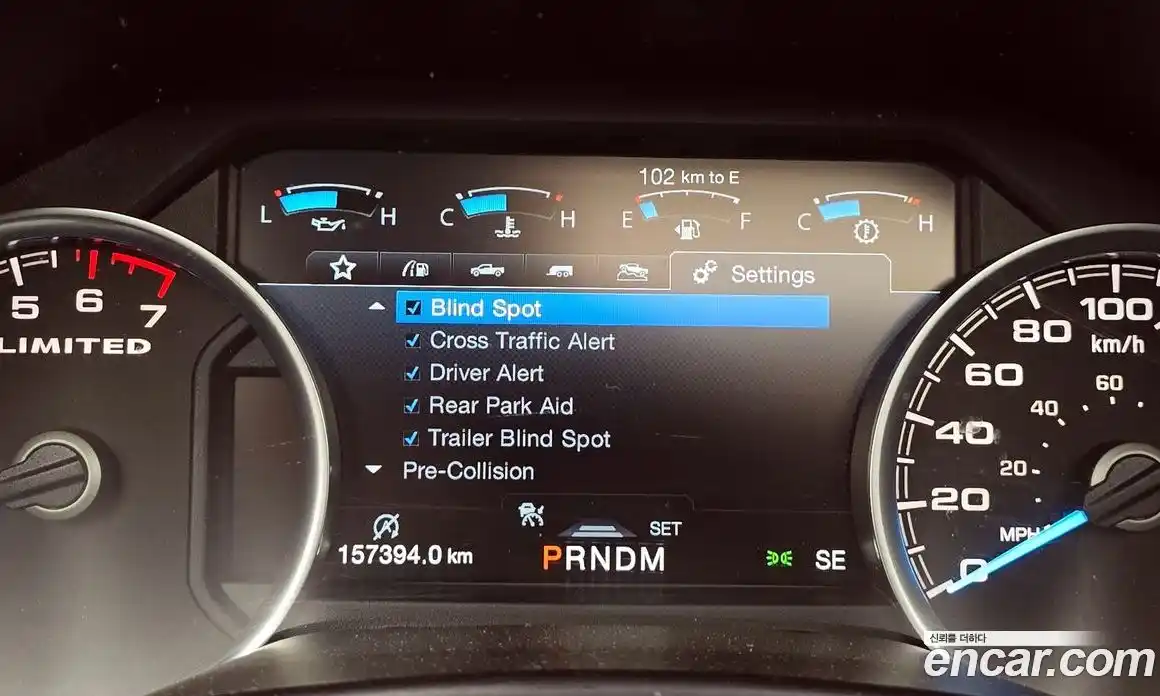 102 km to E
L H
C H
E F
C H
Settings
Blind Spot
Cross Traffic Alert
Driver Alert
Rear Park Aid
Trailer Blind Spot
Pre-Collision
SET
157394.0 km
PRNDM
SE
5 6 7
LIMITED
100
80
km/h
60
60
40
40
20
20
MPH
0
신뢰를 더하다
encar.com